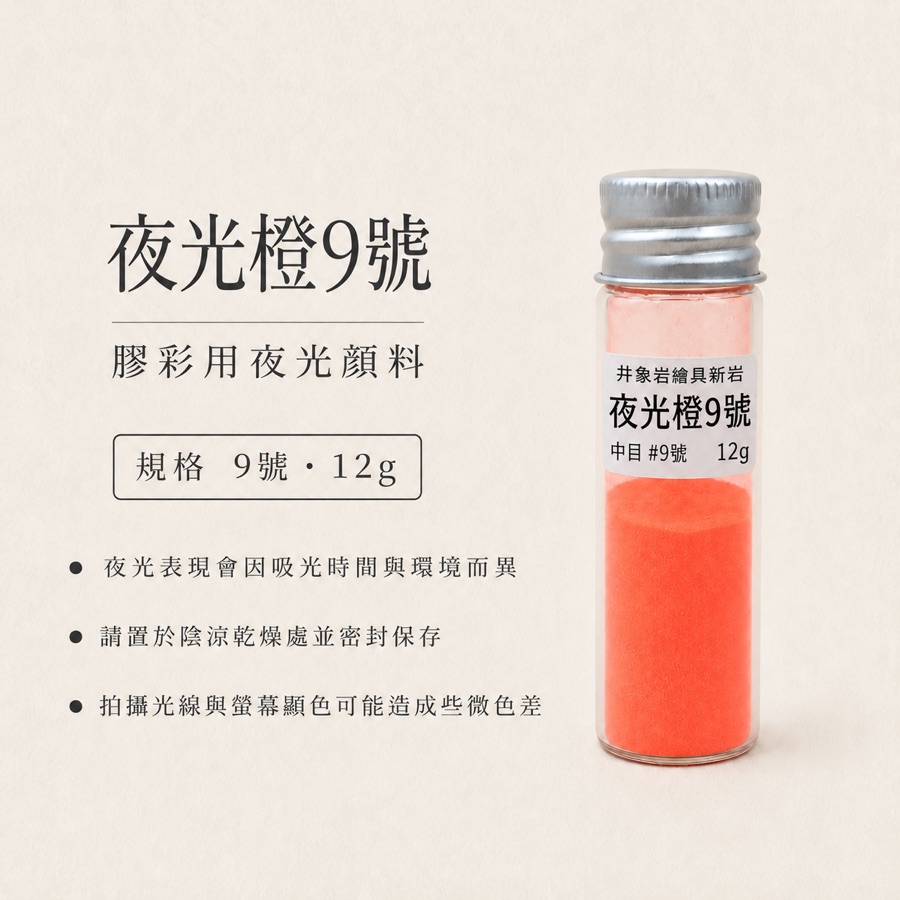 夜光橙9號
膠彩用夜光顏料
規格 9號・12g
● 夜光表現會因吸光時間與環境而異
● 請置於陰涼乾燥處並密封保存
● 拍攝光線與螢幕顯色可能造成些微色差
井象岩繪具新岩
夜光橙9號
中目 #9號 12g